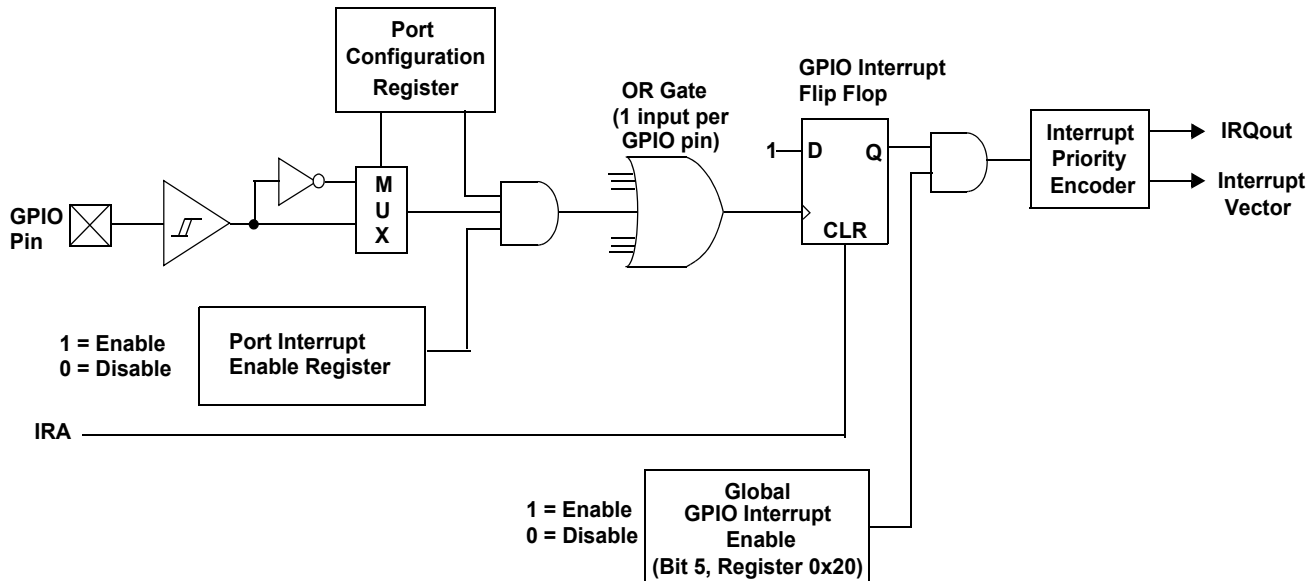 Port
Configuration
Register
OR Gate
(1 input per
GPIO pin)
GPIO Interrupt
Flip Flop
1
D
Q
CLR
Interrupt
Priority
Encoder
IRQout
Interrupt
Vector
M
U
X
GPIO
Pin
1 = Enable
0 = Disable
Port Interrupt
Enable Register
IRA
1 = Enable
0 = Disable
Global
GPIO Interrupt
Enable
(Bit 5, Register 0x20)